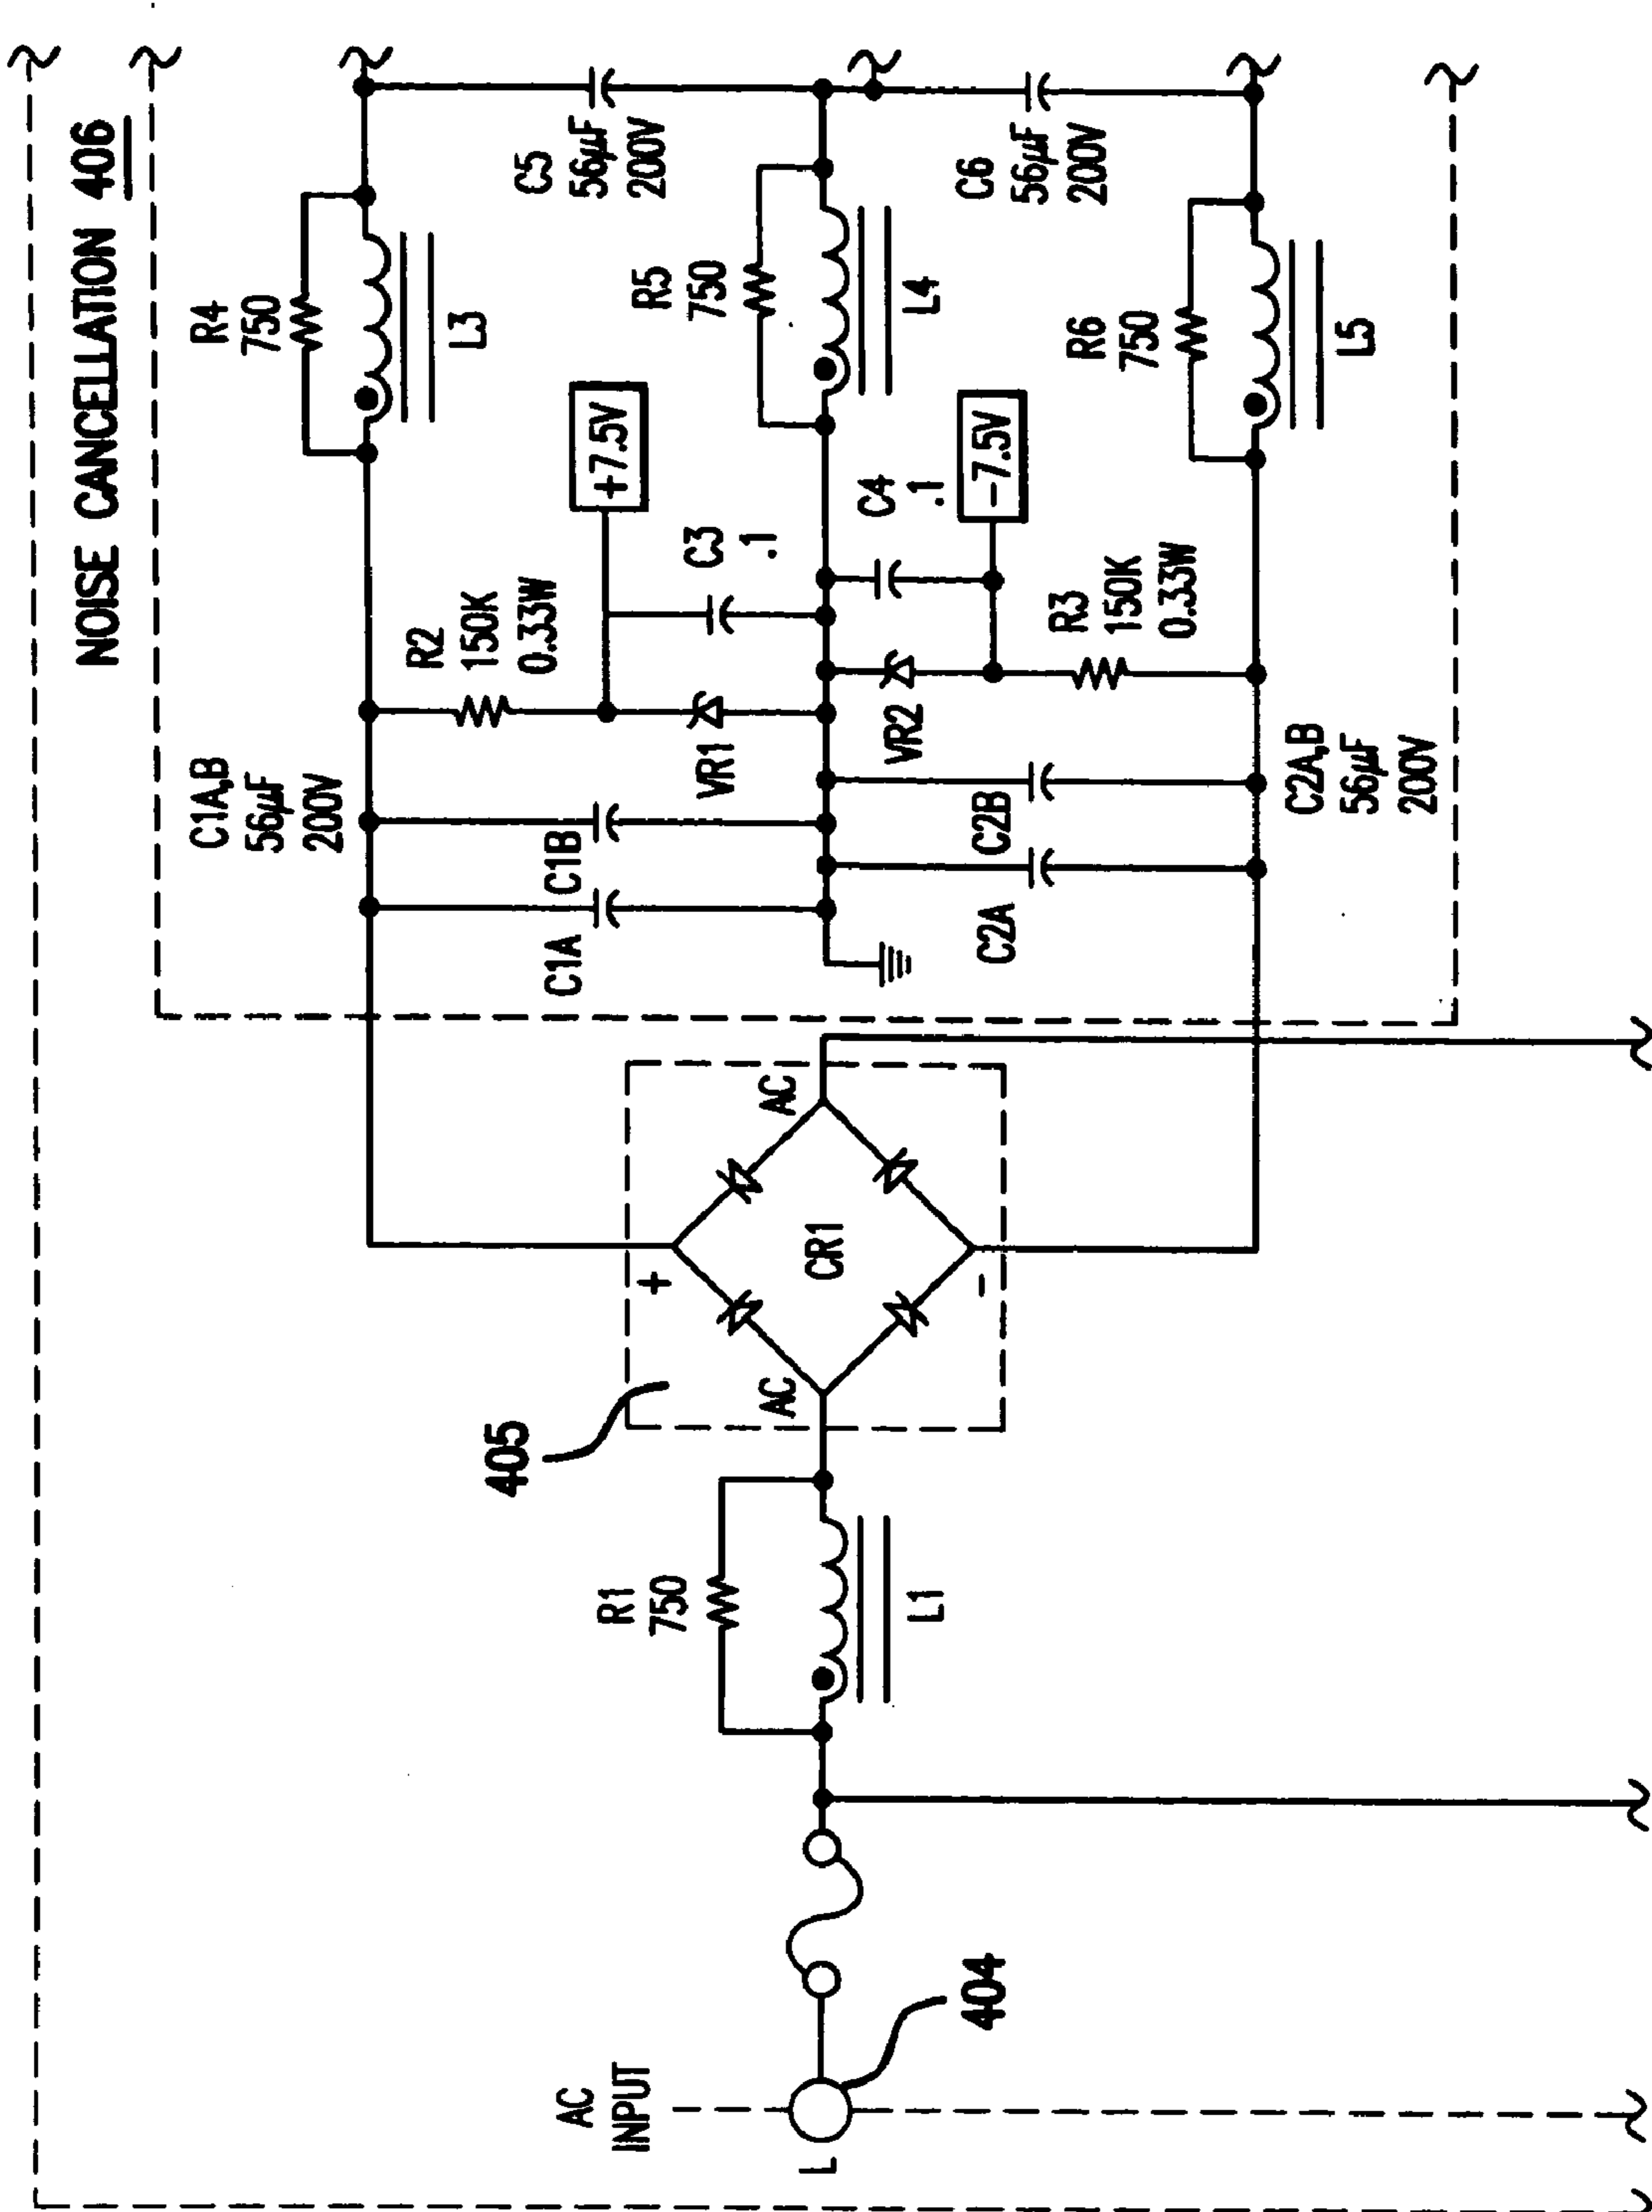 NOISE CANCELLATION 406
AC
INPUT
L
404
R1
750
L1
405
AC
+
CR1
-
AC
C1A,B
56µF
200V
C1A
C1B
C2A
C2B
C2A,B
56µF
200V
R2
150K
0.33W
VR1
VR2
+7.5V
C3
.1
C4
.1
-7.5V
R3
150K
0.33W
R4
750
L3
R5
750
L4
R6
750
L5
C5
56µF
200V
C6
56µF
200V